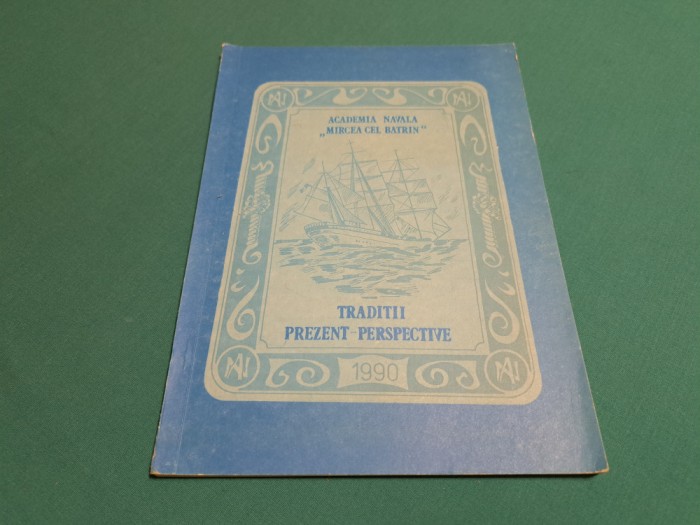 ACADEMIA NAVALA
„MIRCEA CEL BATRIN"
TRADITII
PREZENT-PERSPECTIVE
1990